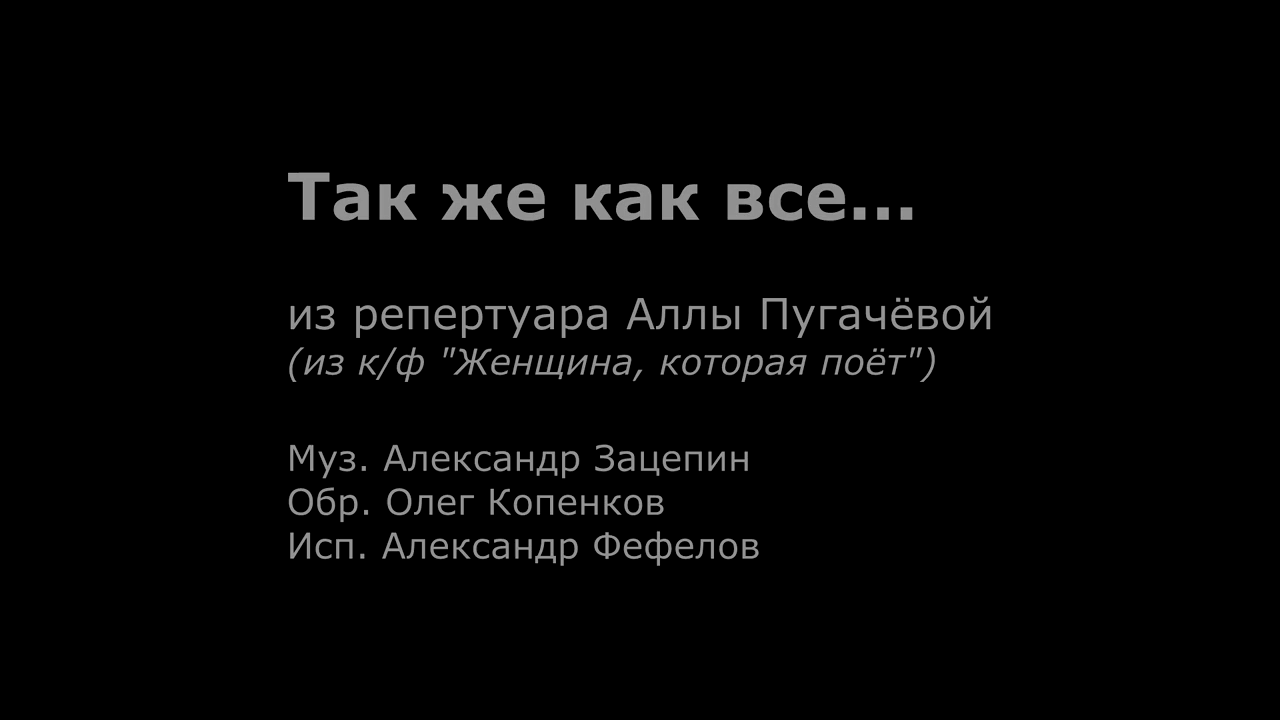 Так же как все...
из репертуара Аллы Пугачёвой
(из к/ф "Женщина, которая поёт")
Муз. Александр Зацепин
Обр. Олег Копенков
Исп. Александр Фефелов